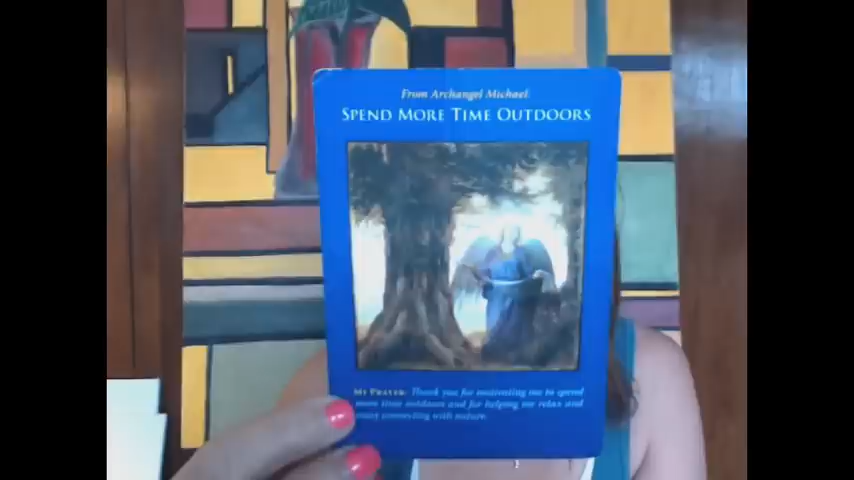 From Archangel Michael:
SPEND MORE TIME OUTDOORS
MY PRAYER: Thank you for motivating me to spend
more time outdoors and for helping me relax and
enjoy connecting with nature.